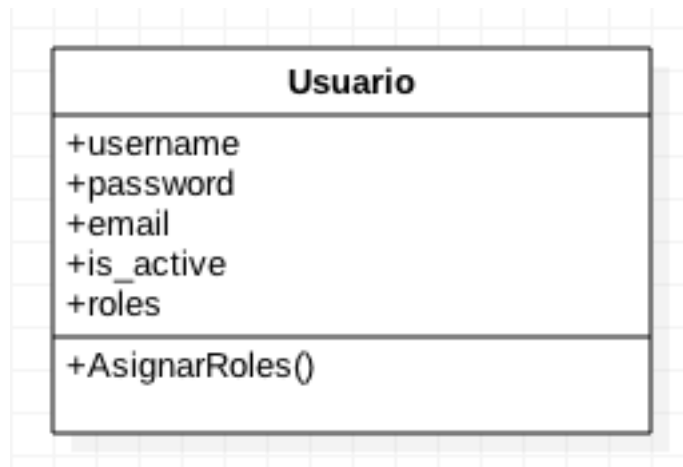 Usuario
+username
+password
+email
+is_active
+roles
+AsignarRoles()